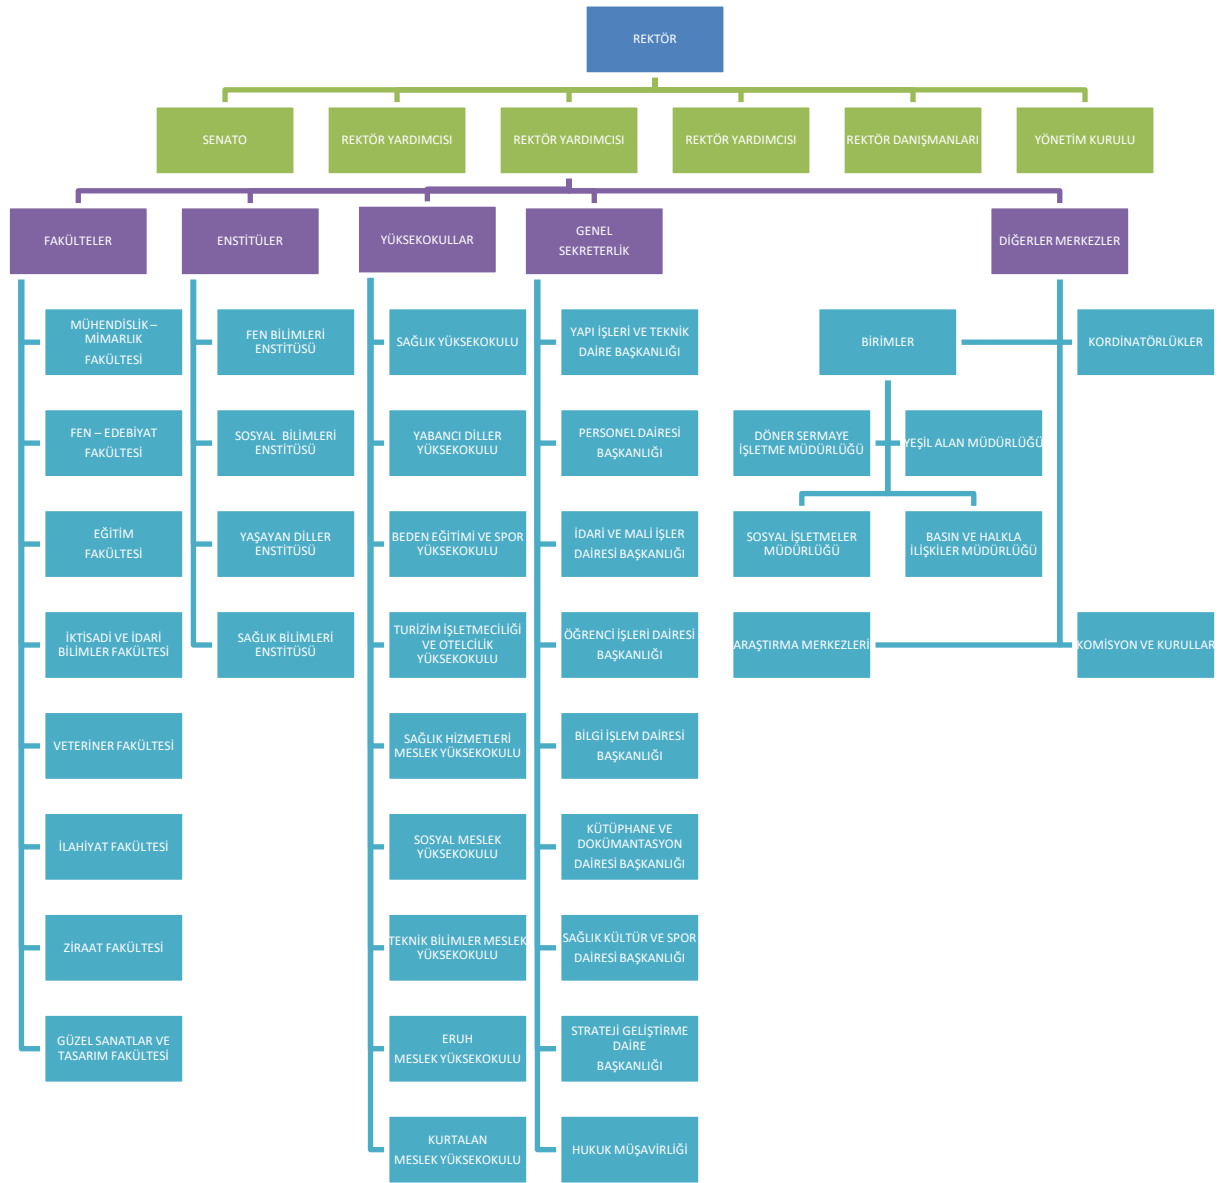 REKTÖR
SENATO
REKTÖR YARDIMCISI
REKTÖR YARDIMCISI
REKTÖR YARDIMCISI
REKTÖR DANIŞMANLARI
YÖNETİM KURULU
FAKÜLTELER
ENSTİTÜLER
YÜKSEKOKULLAR
GENEL
SEKRETERLİK
DİĞERLER MERKEZLER
MÜHENDİSLİK –
MİMARLIK
FAKÜLTESİ
FEN – EDEBİYAT
FAKÜLTESİ
EĞİTİM
FAKÜLTESİ
İKTİSADİ VE İDARİ
BİLİMLER FAKÜLTESİ
VETERİNER FAKÜLTESİ
İLAHİYAT FAKÜLTESİ
ZİRAAT FAKÜLTESİ
GÜZEL SANATLAR VE
TASARIM FAKÜLTESİ
FEN BİLİMLERİ
ENSTİTÜSÜ
SOSYAL BİLİMLERİ
ENSTİTÜSÜ
YAŞAYAN DİLLER
ENSTİTÜSÜ
SAĞLIK BİLİMLERİ
ENSTİTÜSÜ
SAĞLIK YÜKSEKOKULU
YABANCI DİLLER
YÜKSEKOKULU
BEDEN EĞİTİMİ VE SPOR
YÜKSEKOKULU
TURİZİM İŞLETMECİLİĞİ
VE OTELCİLİK
YÜKSEKOKULU
SAĞLIK HİZMETLERİ
MESLEK YÜKSEKOKULU
SOSYAL MESLEK
YÜKSEKOKULU
TEKNİK BİLİMLER MESLEK
YÜKSEKOKULU
ERUH
MESLEK YÜKSEKOKULU
KURTALAN
MESLEK YÜKSEKOKULU
YAPI İŞLERİ VE TEKNİK
DAİRE BAŞKANLIĞI
PERSONEL DAİRESİ
BAŞKANLIĞI
İDARİ VE MALİ İŞLER
DAİRESİ BAŞKANLIĞI
ÖĞRENCİ İŞLERİ DAİRESİ
BAŞKANLIĞI
BİLGİ İŞLEM DAİRESİ
BAŞKANLIĞI
KÜTÜPHANE VE
DOKÜMANTASYON
DAİRESİ BAŞKANLIĞI
SAĞLIK KÜLTÜR VE SPOR
DAİRESİ BAŞKANLIĞI
STRATEJİ GELİŞTİRME
DAİRE
BAŞKANLIĞI
HUKUK MÜŞAVİRLİĞİ
BİRİMLER
KORDİNATÖRLÜKLER
DÖNER SERMAYE
İŞLETME MÜDÜRLÜĞÜ
YEŞİL ALAN MÜDÜRLÜĞÜ
SOSYAL İŞLETMELER
MÜDÜRLÜĞÜ
BASIN VE HALKLA
İLİŞKİLER MÜDÜRLÜĞÜ
ARAŞTIRMA MERKEZLERİ
KOMİSYON VE KURULLAR